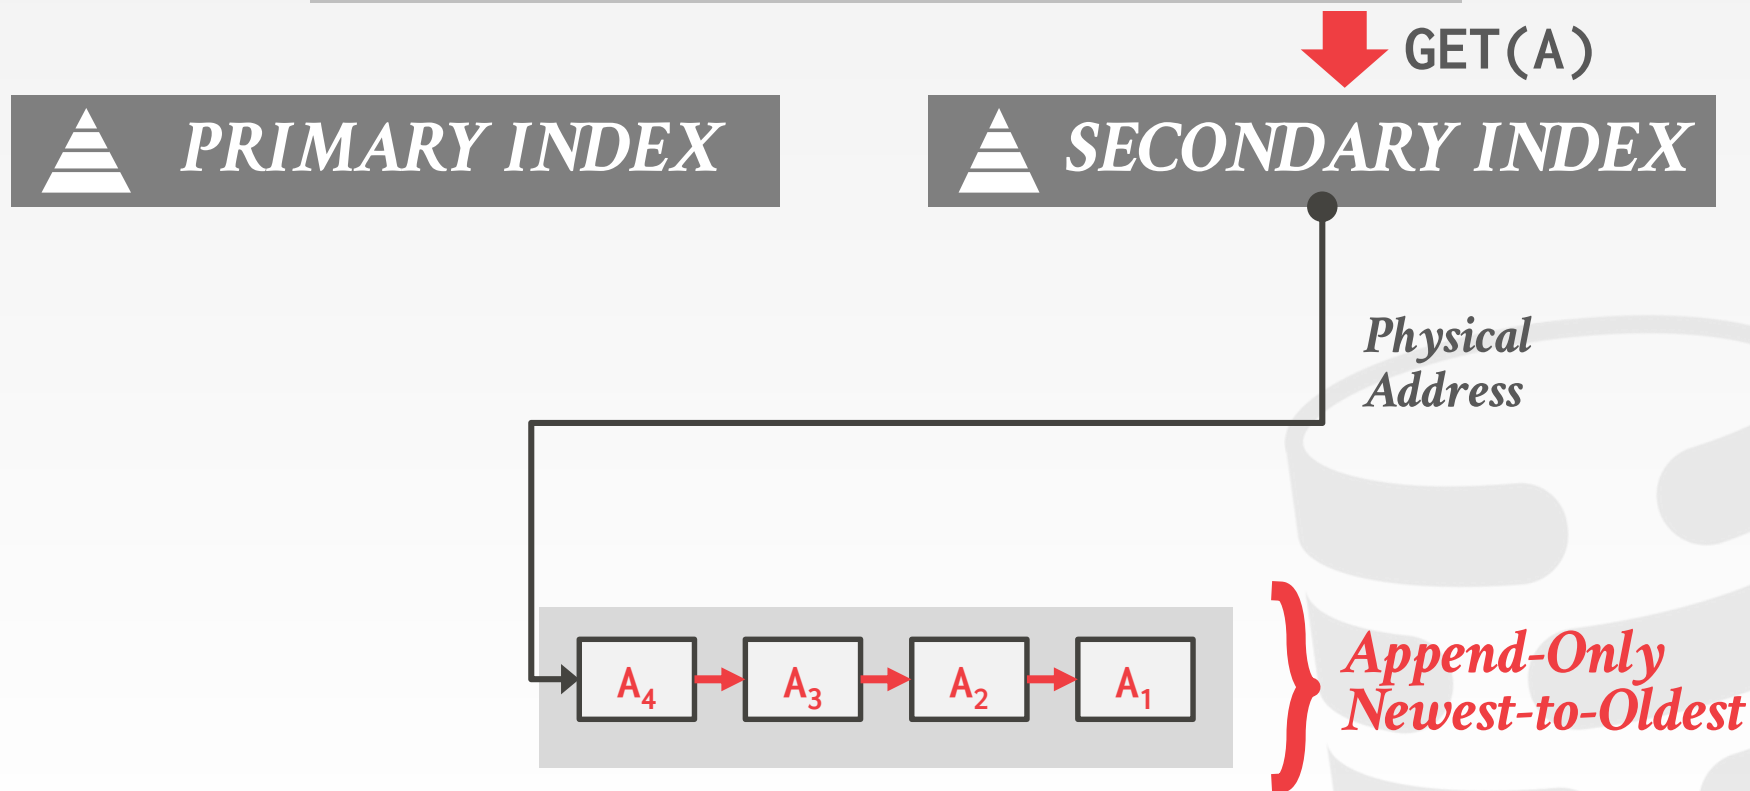 GET(A)
PRIMARY INDEX
SECONDARY INDEX
Physical
Address
A4
A3
A2
A1
Append-Only
Newest-to-Oldest